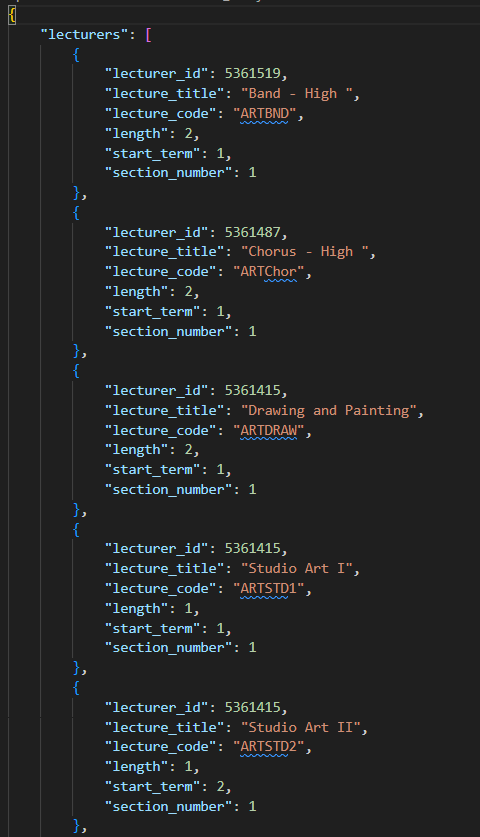 {
"lecturers": [
{
"lecturer_id": 5361519,
"lecture_title": "Band - High ",
"lecture_code": "ARTBND",
"length": 2,
"start_term": 1,
"section_number": 1
},
{
"lecturer_id": 5361487,
"lecture_title": "Chorus - High ",
"lecture_code": "ARTChor",
"length": 2,
"start_term": 1,
"section_number": 1
},
{
"lecturer_id": 5361415,
"lecture_title": "Drawing and Painting",
"lecture_code": "ARTDRAW",
"length": 2,
"start_term": 1,
"section_number": 1
},
{
"lecturer_id": 5361415,
"lecture_title": "Studio Art I",
"lecture_code": "ARTSTD1",
"length": 1,
"start_term": 1,
"section_number": 1
},
{
"lecturer_id": 5361415,
"lecture_title": "Studio Art II",
"lecture_code": "ARTSTD2",
"length": 1,
"start_term": 2,
"section_number": 1
},